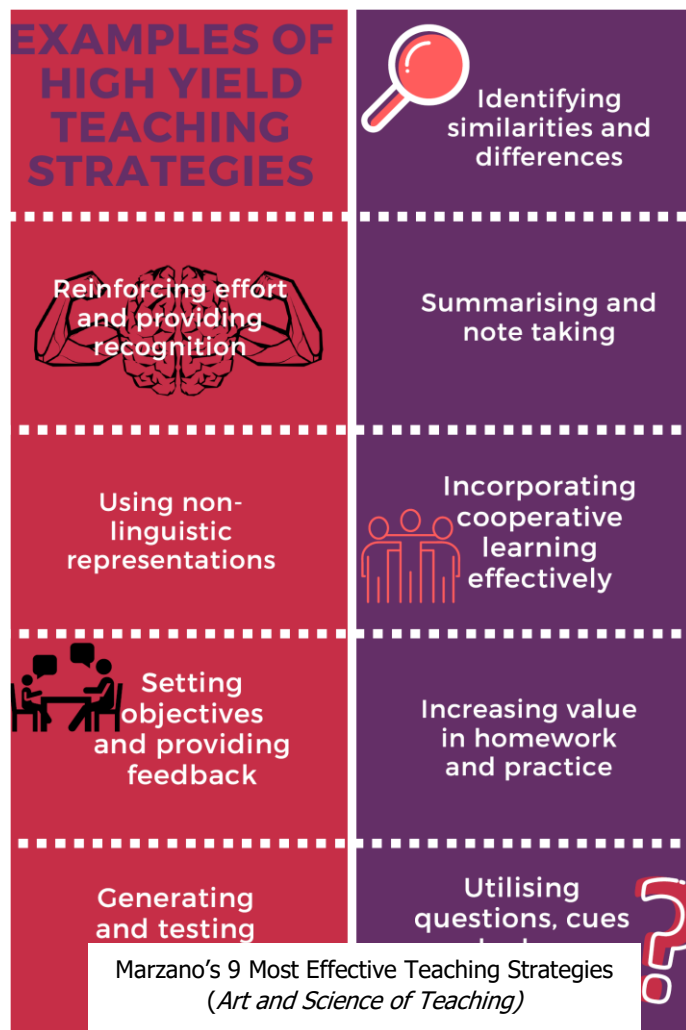 EXAMPLES OF
HIGH YIELD
TEACHING
STRATEGIES
Identifying
similarities and
differences
Reinforcing effort
and providing
recognition
Summarising and
note taking
Using non-
linguistic
representations
Incorporating
cooperative
learning
effectively
Setting
objectives
and providing
feedback
Increasing value
in homework
and practice
Generating
and testing
Utilising
questions, cues
Marzano’s 9 Most Effective Teaching Strategies
(Art and Science of Teaching)